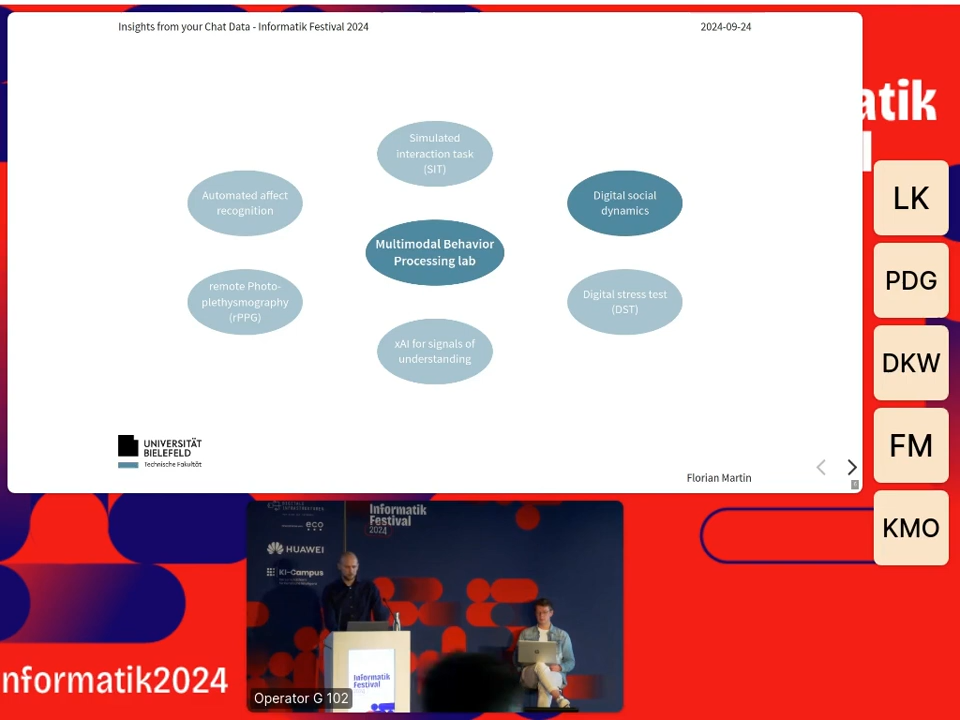 Insights from your Chat Data - Informatik Festival 2024
2024-09-24
atik
Simulated
interaction task
(SIT)
Automated affect
recognition
Digital social
dynamics
Multimodal Behavior
Processing lab
remote Photo-
plethysmography
(rPPG)
Digital stress test
(DST)
xAI for signals of
understanding
UNIVERSITÄT
BIELEFELD
Technische Fakultät
Florian Martin
LK
PDG
DKW
FM
KMO
eco
HUAWEI
KI-Campus
Informatik
Festival
2024
Informatik
Festival
Operator G 102
nformatik2024